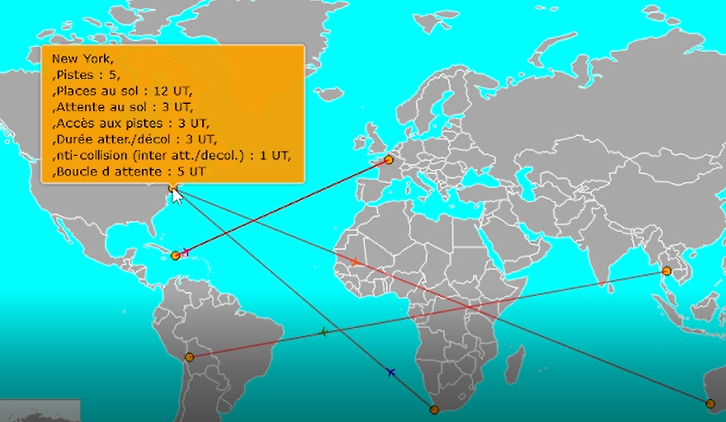 New York,
,Pistes : 5,
,Places au sol : 12 UT,
,Attente au sol : 3 UT,
,Accès aux pistes : 3 UT,
,Durée atter./décol : 3 UT,
,nti-collision (inter att./decol.) : 1 UT,
,Boucle d attente : 5 UT